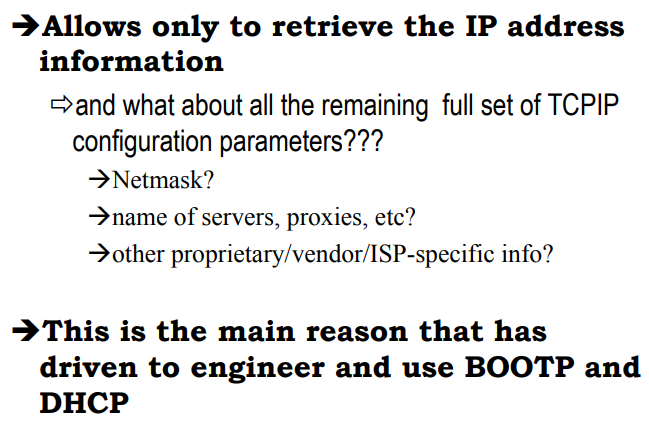 ➔Allows only to retrieve the IP address
information
⇨and what about all the remaining full set of TCPIP
configuration parameters???
→Netmask?
→name of servers, proxies, etc?
→other proprietary/vendor/ISP-specific info?
➔This is the main reason that has
driven to engineer and use BOOTP and
DHCP